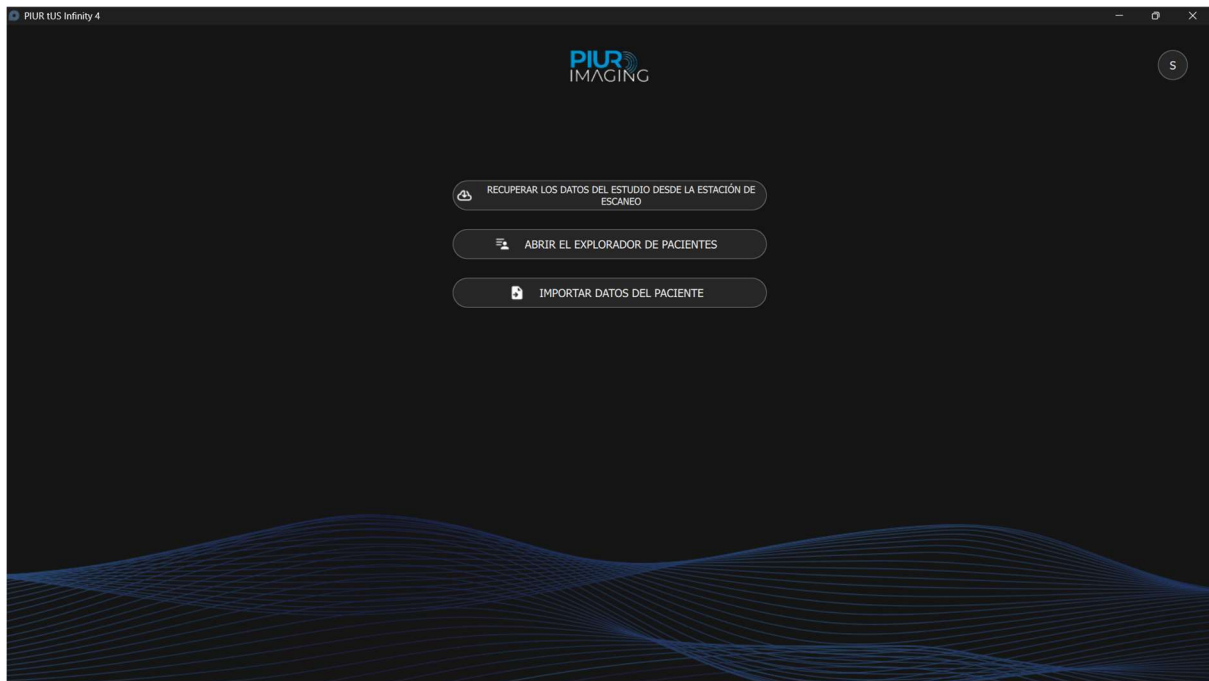 PIUR tUS Infinity 4
PIUR
IMAGING
S
RECUPERAR LOS DATOS DEL ESTUDIO DESDE LA ESTACIÓN DE
ESCANEO
ABRIR EL EXPLORADOR DE PACIENTES
IMPORTAR DATOS DEL PACIENTE